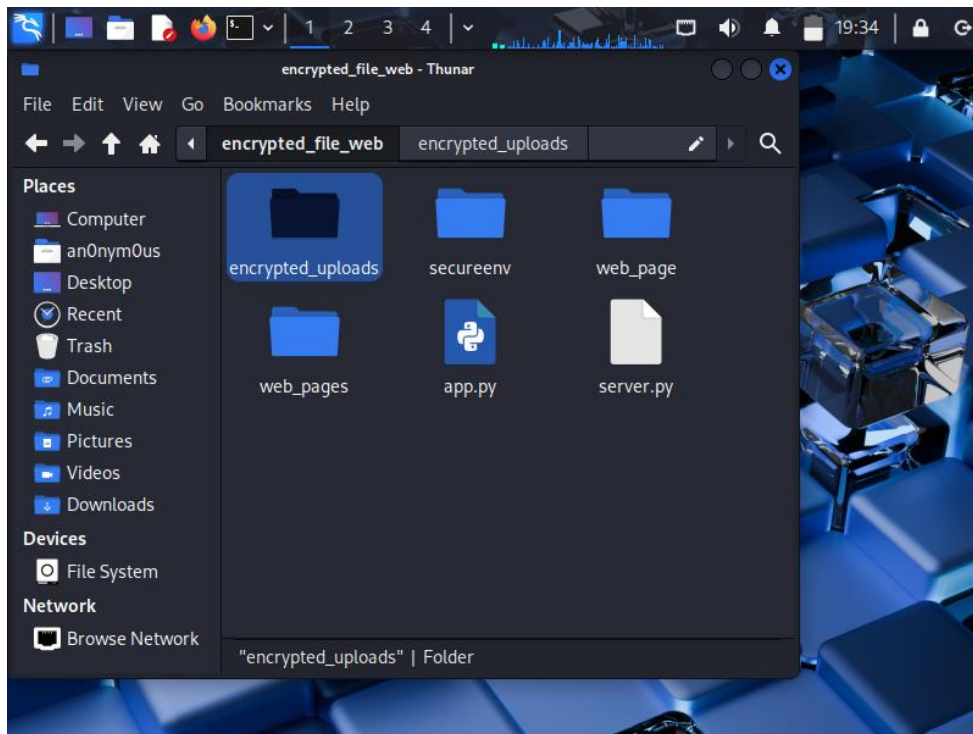 1 2 3 4 19:34
encrypted_file_web - Thunar
File Edit View Go Bookmarks Help
encrypted_file_web encrypted_uploads
Places
Computer
an0nym0us
Desktop
Recent
Trash
Documents
Music
Pictures
Videos
Downloads
Devices
File System
Network
Browse Network
encrypted_uploads secureenv web_page
web_pages app.py server.py
"encrypted_uploads" | Folder